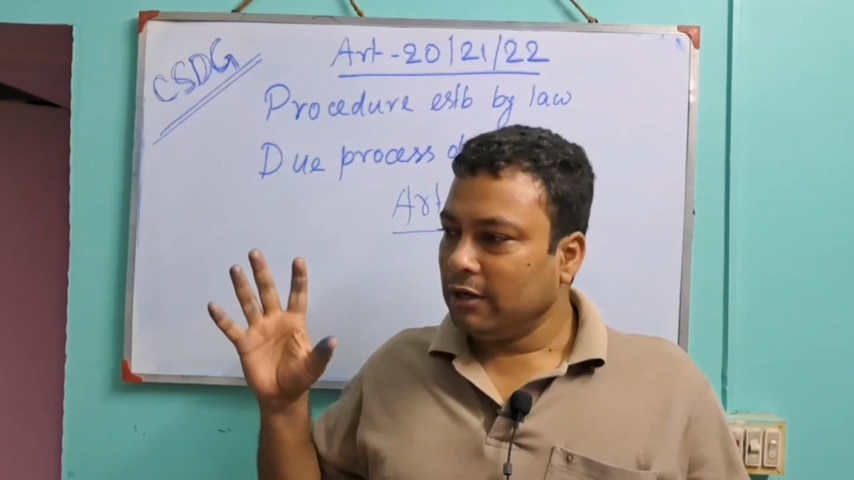 CSDG
Art-20/21/22
Procedure estb by law
Due process
Art